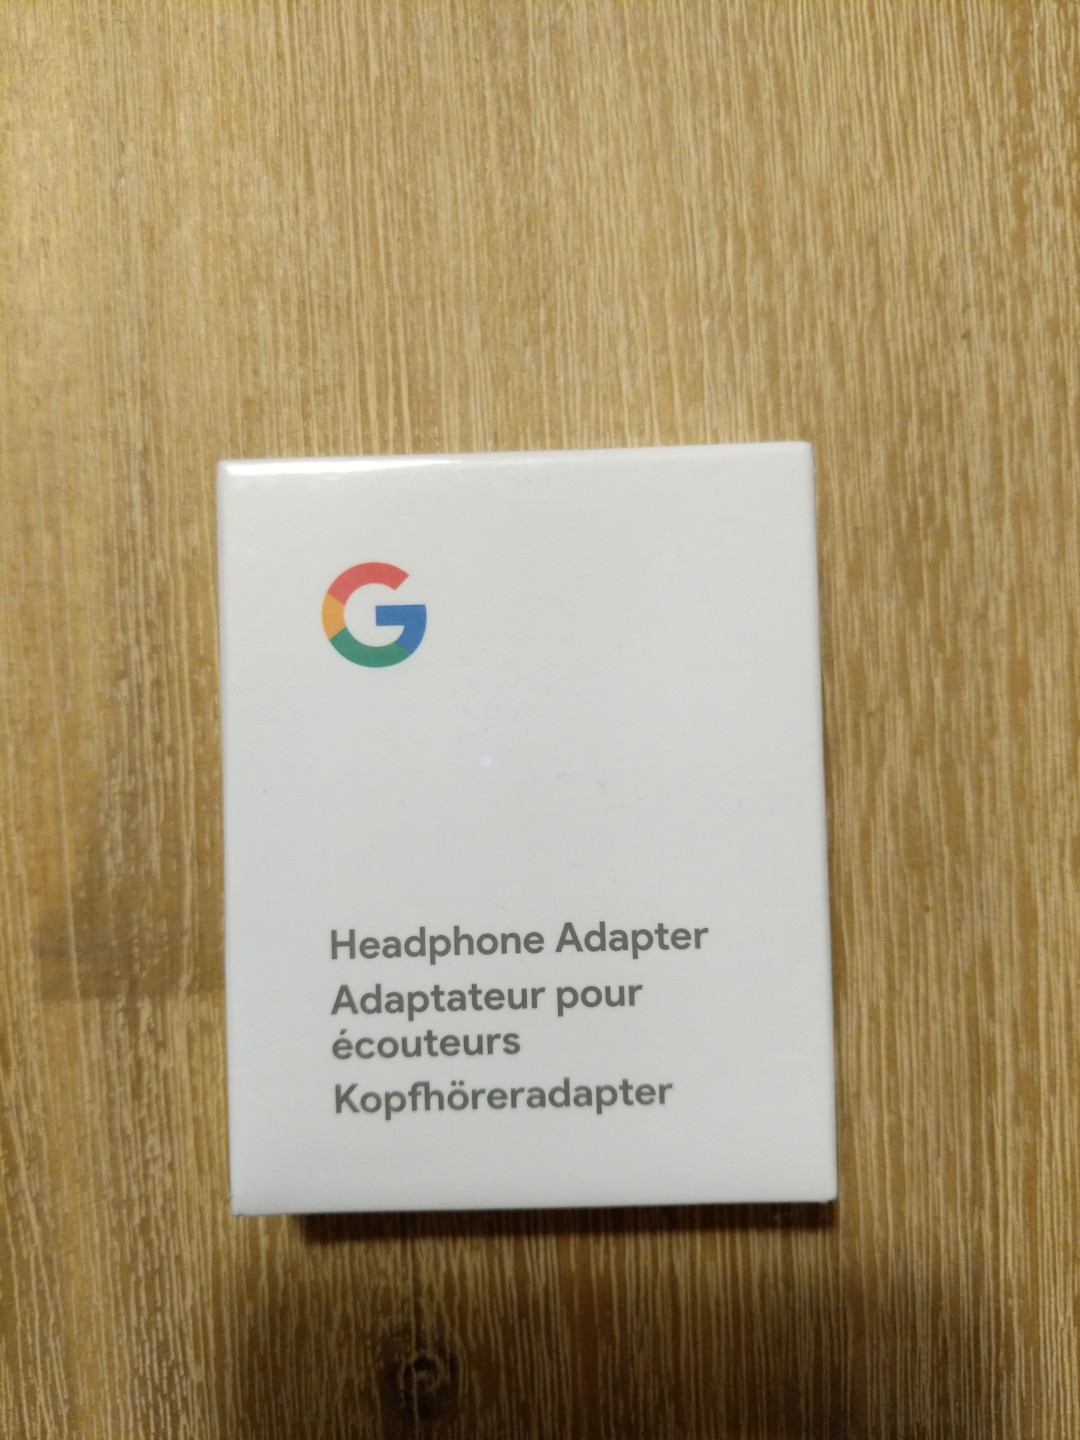 G
Headphone Adapter
Adaptateur pour
écouteurs
Kopfhöreradapter